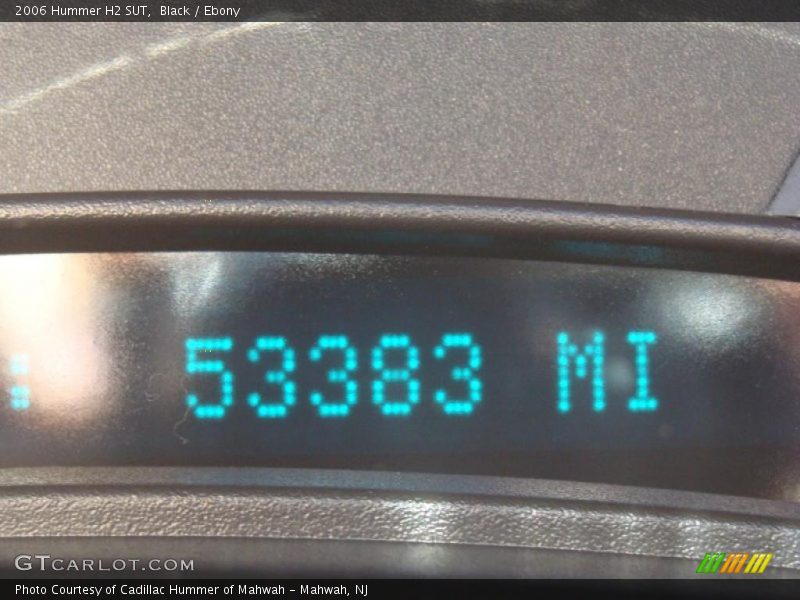 2006 Hummer H2 SUT, Black / Ebony
: 53383 MI
GTCARLOT.COM
Photo Courtesy of Cadillac Hummer of Mahwah - Mahwah, NJ